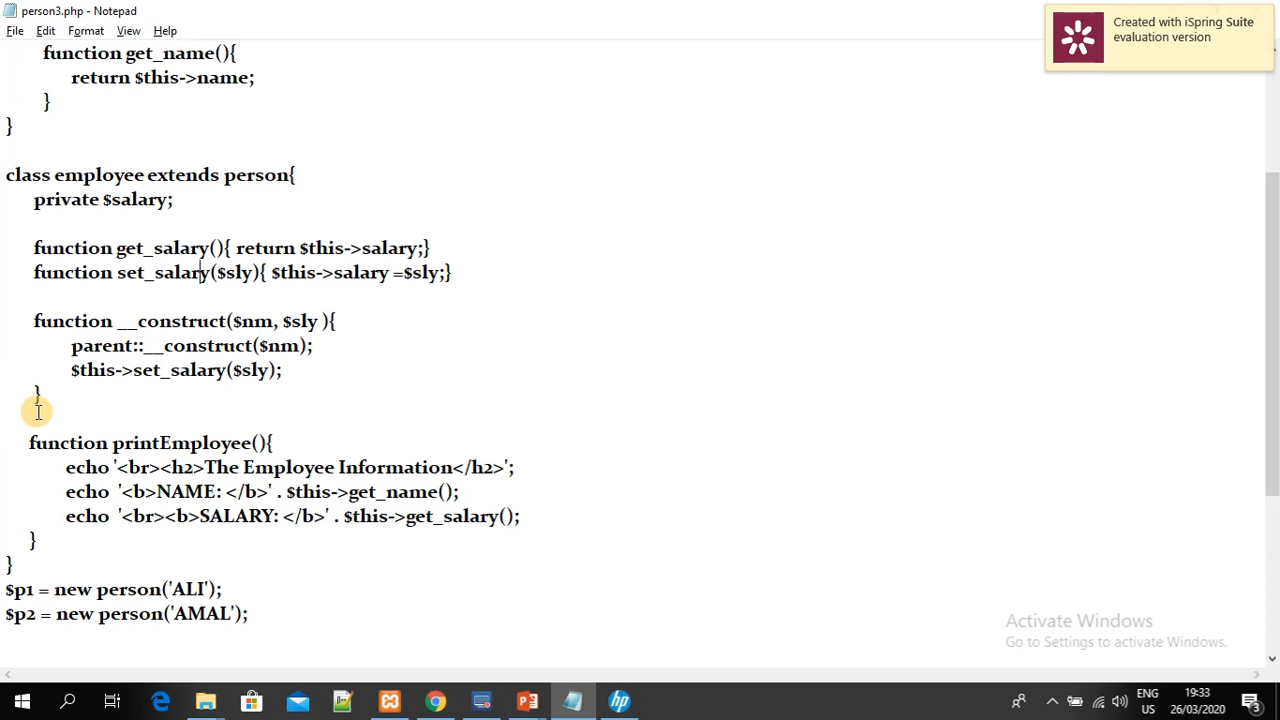 person3.php - Notepad
File Edit Format View Help
Created with iSpring Suite
evaluation version
function get_name(){
return $this->name;
}
}
class employee extends person{
private $salary;
function get_salary(){ return $this->salary;}
function set_salary($sly){ $this->salary =$sly;}
function __construct($nm, $sly ){
parent::__construct($nm);
$this->set_salary($sly);
}
function printEmployee(){
echo '<br><h2>The Employee Information</h2>';
echo  '<b>NAME: </b>' . $this->get_name();
echo  '<br><b>SALARY: </b>' . $this->get_salary();
}
}
$p1 = new person('ALI');
$p2 = new person('AMAL');
Activate Windows
Go to Settings to activate Windows.
ENG
US
19:33
26/03/2020
3